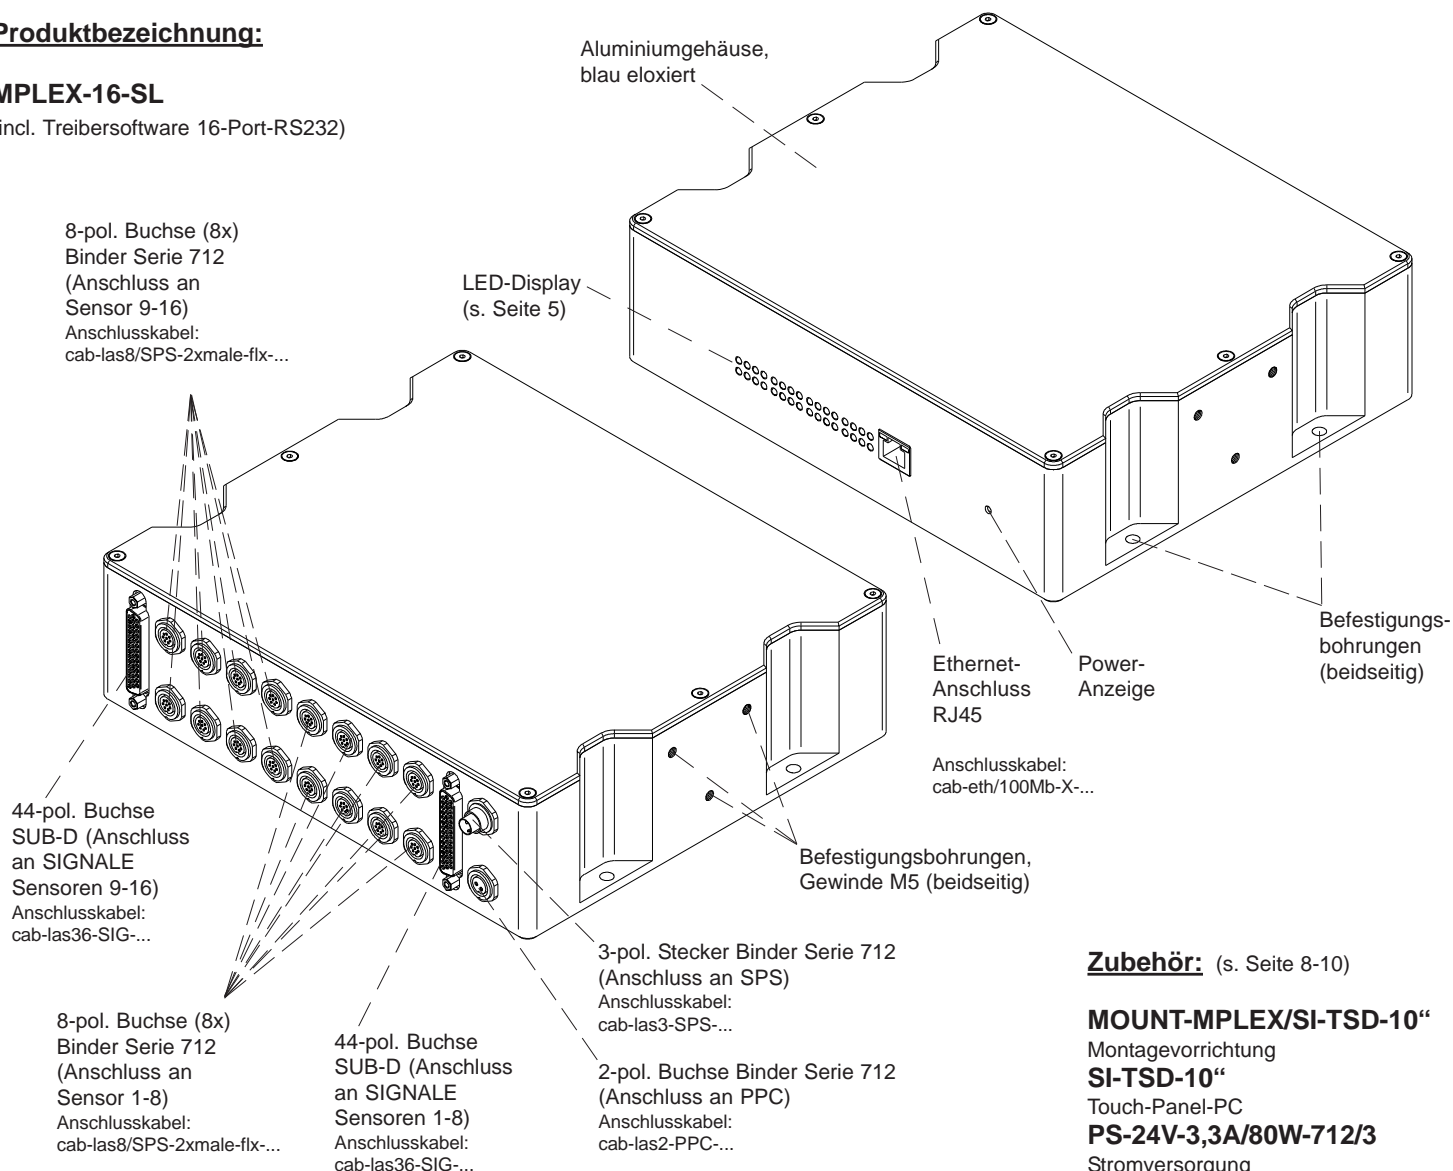 Produktbezeichnung:
MPLEX-16-SL
incl. Treibersoftware 16-Port-RS232)
Aluminiumgehäuse,
blau eloxiert
8-pol. Buchse (8x)
Binder Serie 712
(Anschluss an
Sensor 9-16)
Anschlusskabel:
cab-las8/SPS-2xmale-flx-...
LED-Display
(s. Seite 5)
Befestigungs-
bohrungen
(beidseitig)
Ethernet-
Anschluss
RJ45
Anschlusskabel:
cab-eth/100Mb-X-...
Power-
Anzeige
44-pol. Buchse
SUB-D (Anschluss
an SIGNALE
Sensoren 9-16)
Anschlusskabel:
cab-las36-SIG-...
Befestigungsbohrungen,
Gewinde M5 (beidseitig)
8-pol. Buchse (8x)
Binder Serie 712
(Anschluss an
Sensor 1-8)
Anschlusskabel:
cab-las8/SPS-2xmale-flx-...
44-pol. Buchse
SUB-D (Anschluss
an SIGNALE
Sensoren 1-8)
Anschlusskabel:
cab-las36-SIG-...
3-pol. Stecker Binder Serie 712
(Anschluss an SPS)
Anschlusskabel:
cab-las3-SPS-...
2-pol. Buchse Binder Serie 712
(Anschluss an PPC)
Anschlusskabel:
cab-las2-PPC-...
Zubehör: (s. Seite 8-10)
MOUNT-MPLEX/SI-TSD-10“
Montagevorrichtung
SI-TSD-10“
Touch-Panel-PC
PS-24V-3,3A/80W-712/3
Stromversorgung